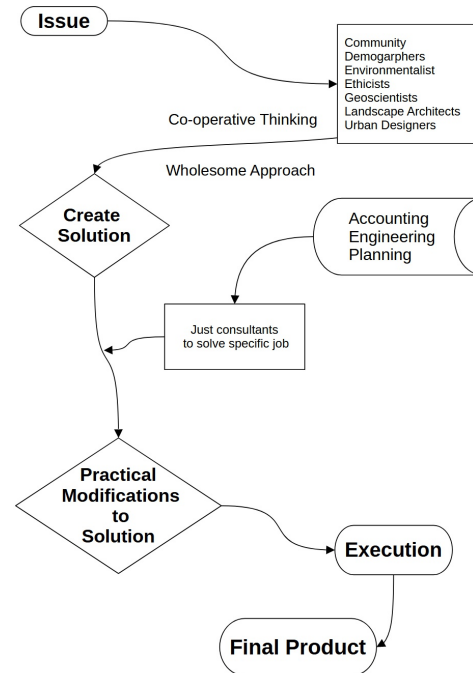 Issue
Community
Demogarphers
Environmentalist
Ethicists
Geoscientists
Landscape Architects
Urban Designers
Co-operative Thinking
Wholesome Approach
Create
Solution
Accounting
Engineering
Planning
Just consultants
to solve specific job
Practical
Modifications
to
Solution
Execution
Final Product